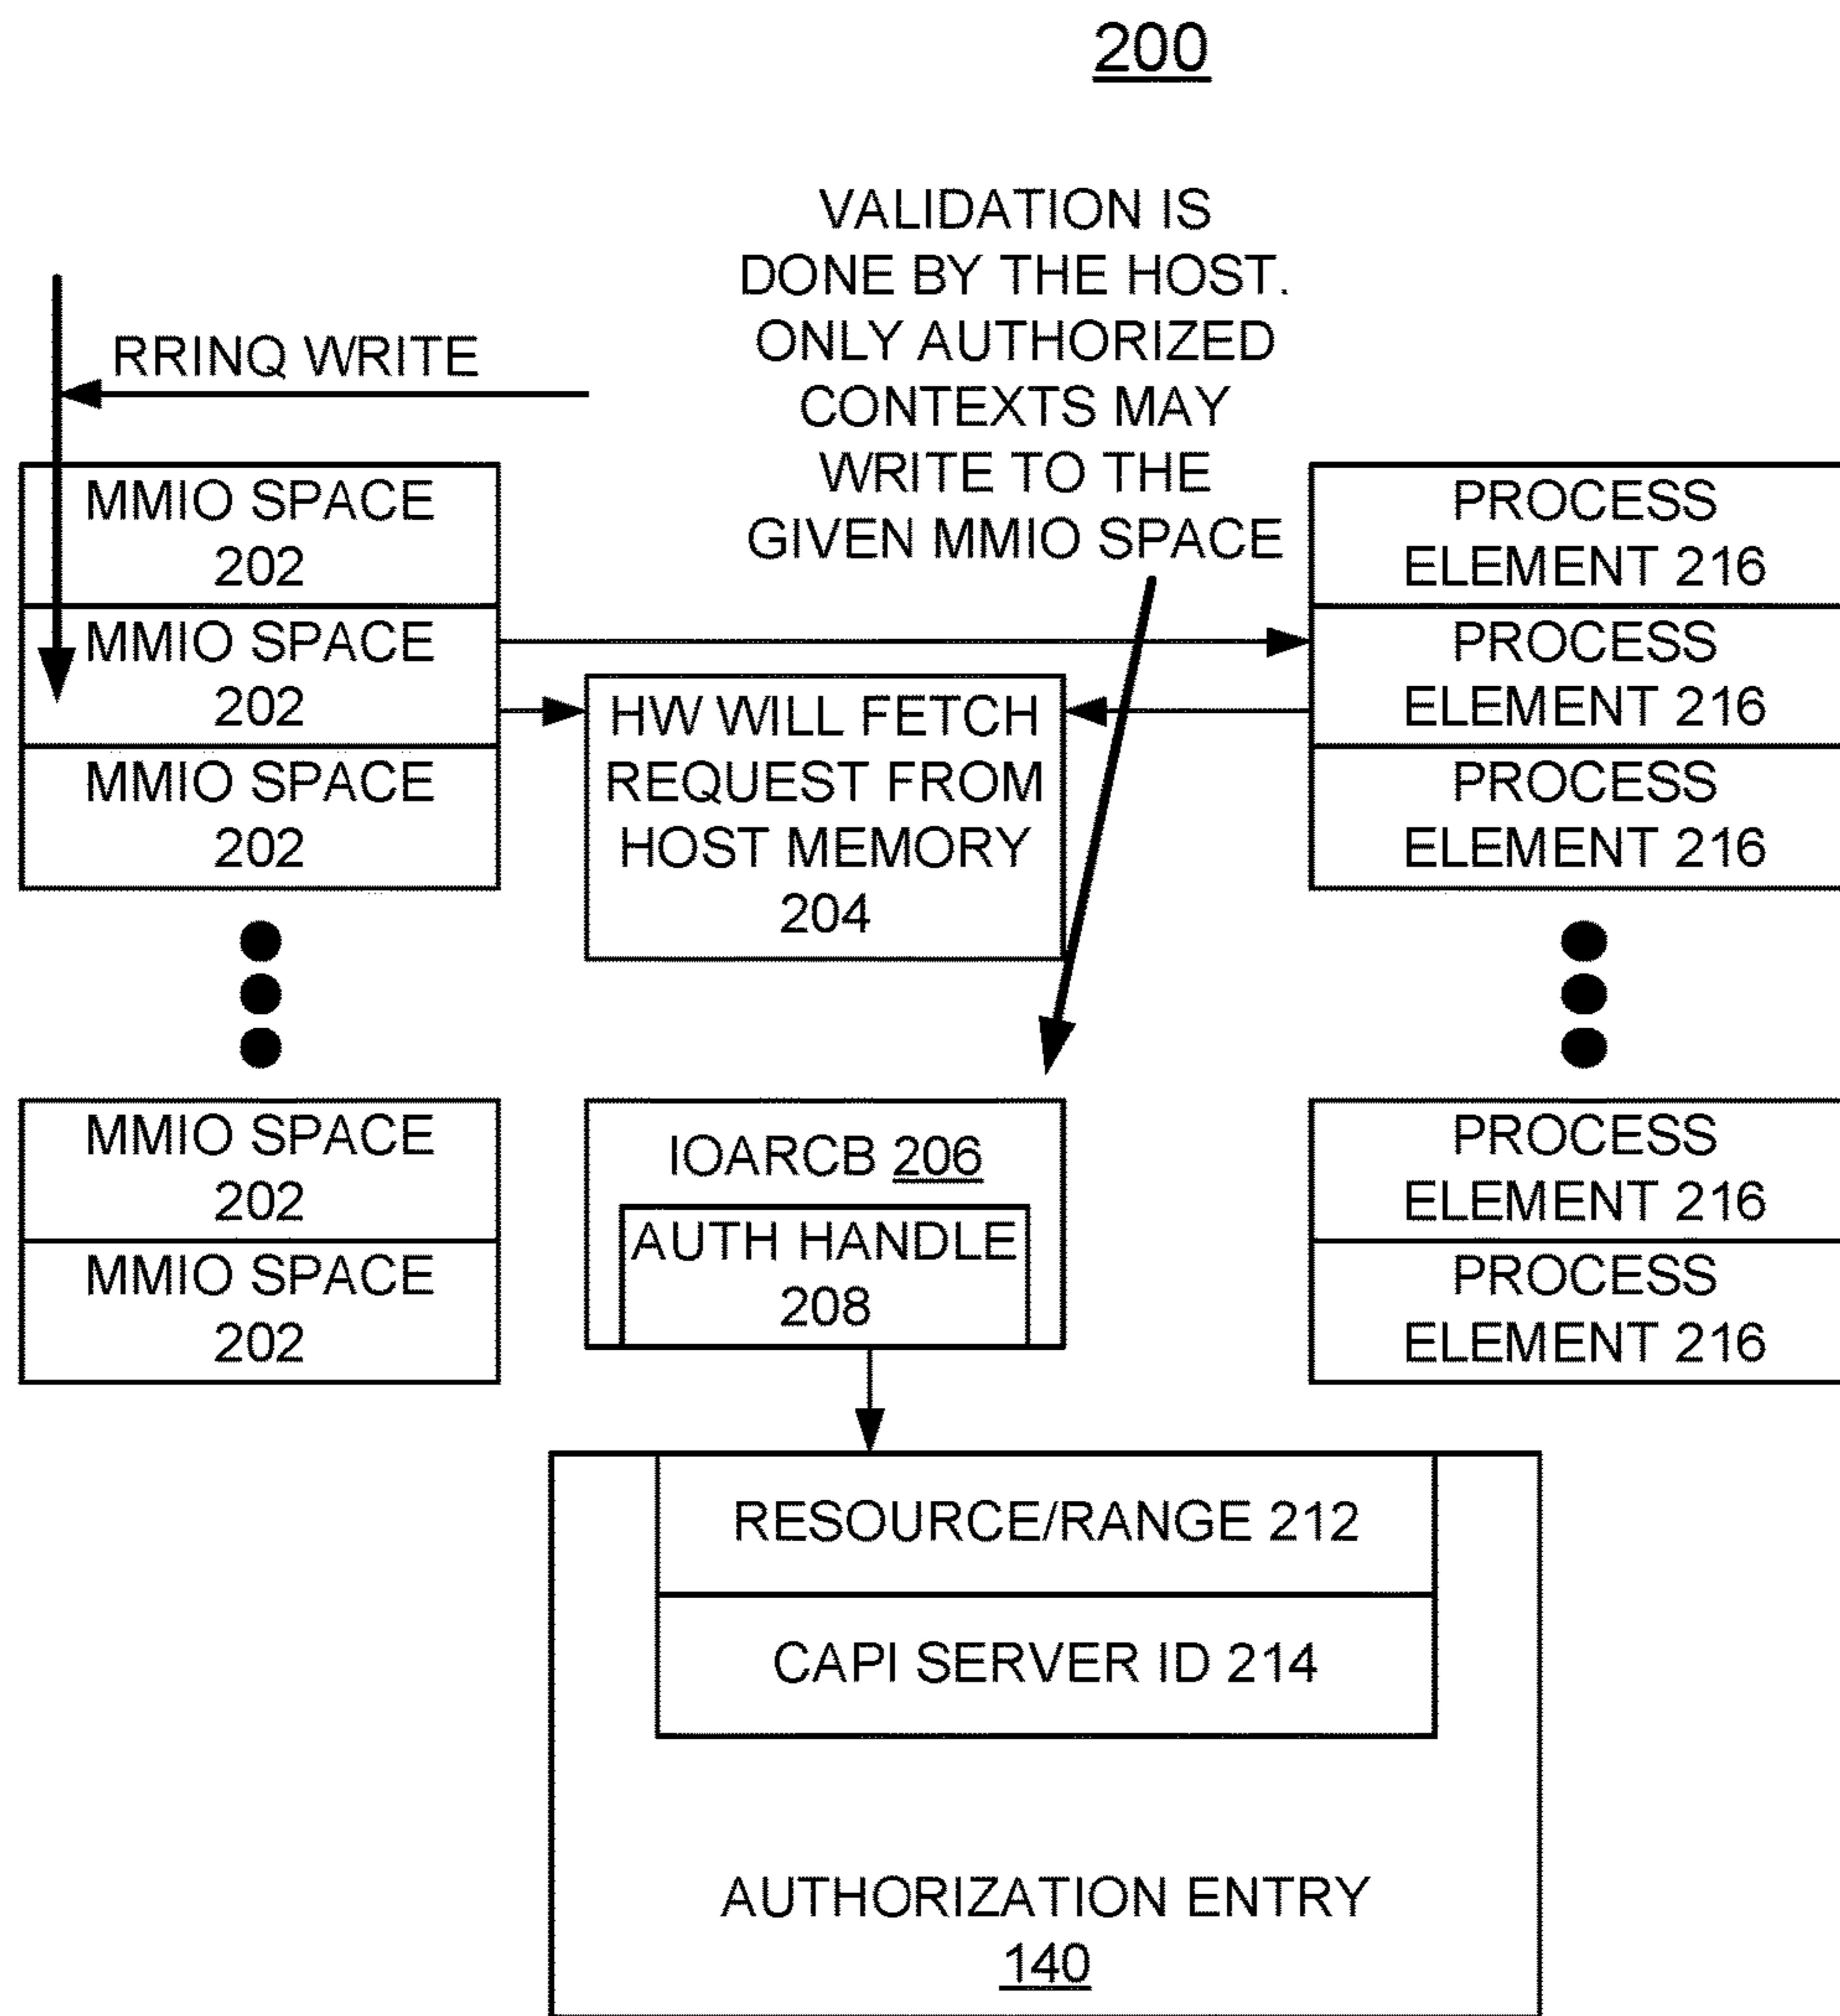 200
VALIDATION IS
DONE BY THE HOST.
ONLY AUTHORIZED
CONTEXTS MAY
WRITE TO THE
GIVEN MMIO SPACE
RRINQ WRITE
MMIO SPACE
202
MMIO SPACE
202
MMIO SPACE
202
MMIO SPACE
202
MMIO SPACE
202
HW WILL FETCH
REQUEST FROM
HOST MEMORY
204
IOARCB 206
AUTH HANDLE
208
PROCESS
ELEMENT 216
PROCESS
ELEMENT 216
PROCESS
ELEMENT 216
PROCESS
ELEMENT 216
PROCESS
ELEMENT 216
RESOURCE/RANGE 212
CAPI SERVER ID 214
AUTHORIZATION ENTRY
140